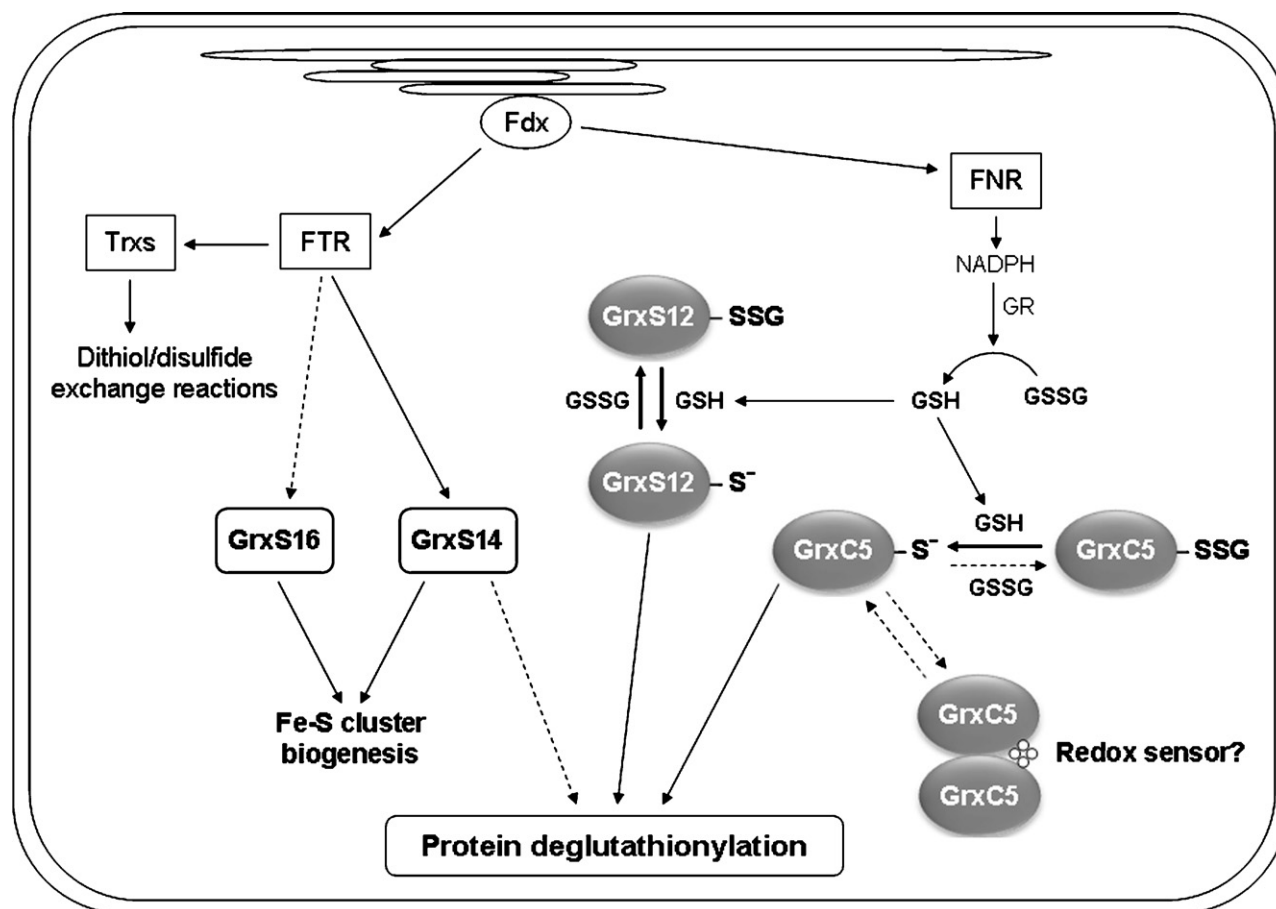 Fdx
FNR
Trxs
FTR
NADPH
GR
GrxS12
SSG
Dithiol/disulfide
exchange reactions
GSSG
GSH
GSH
GSSG
GrxS12
S⁻
GrxS16
GrxS14
GSH
GrxC5
S⁻
GrxC5
SSG
GSSG
Fe-S cluster
biogenesis
GrxC5
Redox sensor?
GrxC5
Protein deglutathionylation